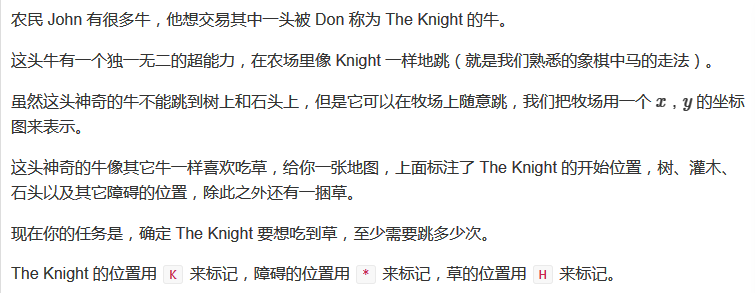 农民 John 有很多牛，他想交易其中一头被 Don 称为 The Knight 的牛。
这头牛有一个独一无二的超能力，在农场里像 Knight 一样地跳（就是我们熟悉的象棋中马的走法）。
虽然这头神奇的牛不能跳到树上和石头上，但是它可以在牧场上随意跳，我们把牧场用一个 x，y 的坐标
图来表示。
这头神奇的牛像其它牛一样喜欢吃草，给你一张地图，上面标注了 The Knight 的开始位置，树、灌木、
石头以及其它障碍的位置，除此之外还有一捆草。
现在你的任务是，确定 The Knight 要想吃到草，至少需要跳多少次。
The Knight 的位置用 K 来标记，障碍的位置用 * 来标记，草的位置用 H 来标记。